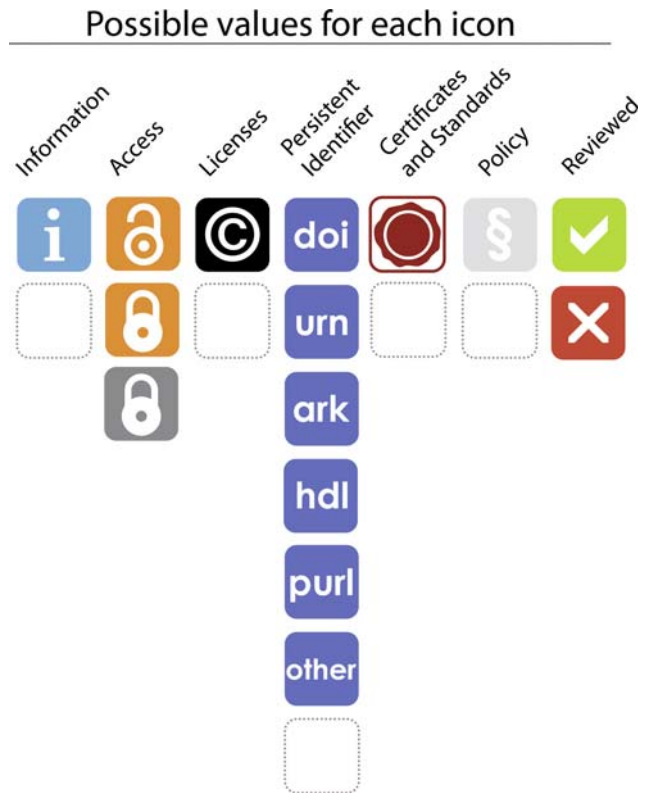 Possible values for each icon
Information
Access
Licenses
Persistent
Identifier
Certificates
and Standards
Policy
Reviewed
i
©
doi
§
urn
ark
hdl
purl
other